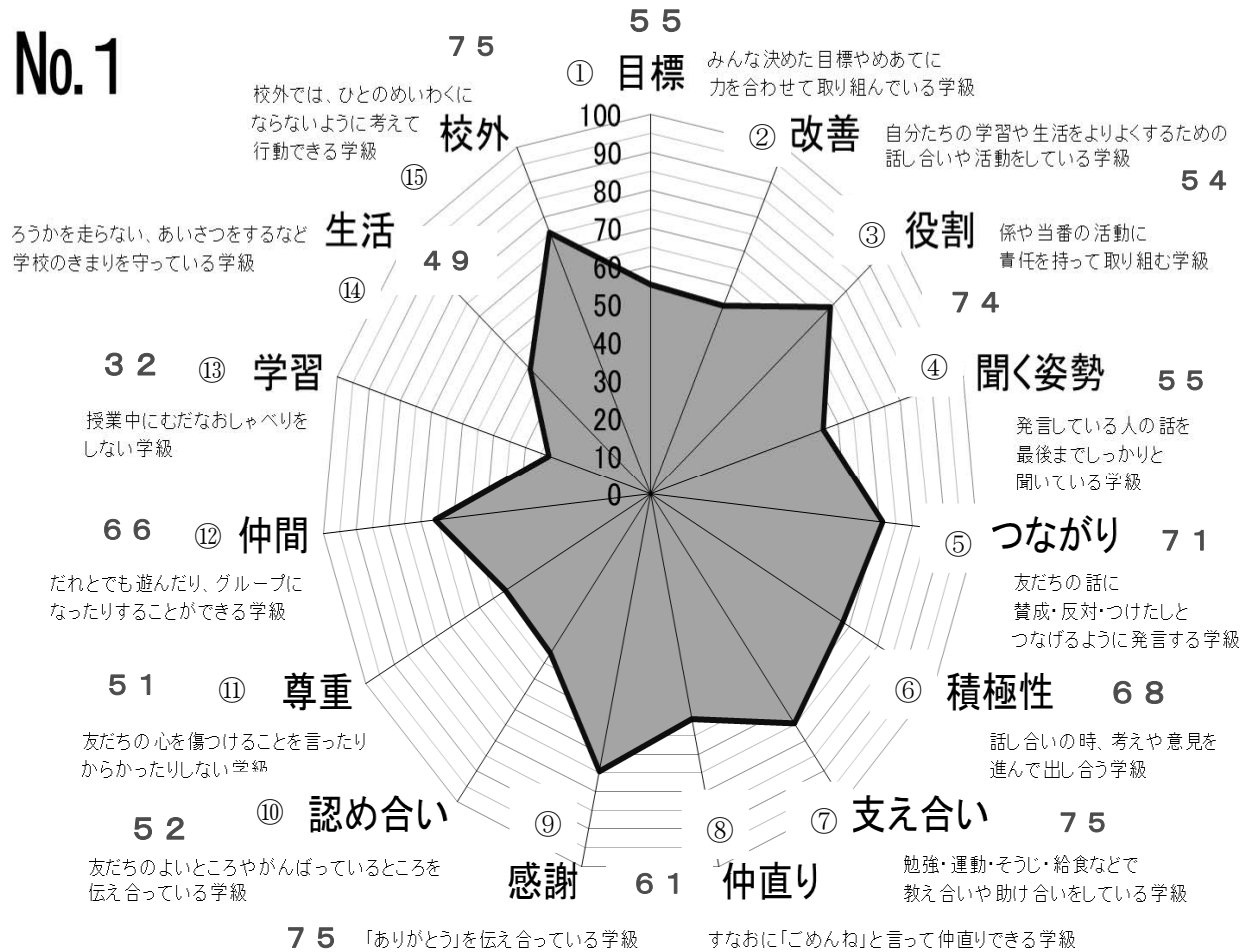 No.1
５５
① 目標
みんな決めた目標やめあてに
力を合わせて取り組んでいる学級
② 改善
自分たちの学習や生活をよりよくするための
話し合いや活動をしている学級
５４
③ 役割
係や当番の活動に
責任を持って取り組む学級
７４
④ 聞く姿勢
５５
発言している人の話を
最後までしっかりと
聞いている学級
⑤ つながり ７１
友だちの話に
賛成・反対・つけたしと
つなげるように発言する学級
⑥ 積極性 ６８
話し合いの時、考えや意見を
進んで出し合う学級
⑦ 支え合い ７５
勉強・運動・そうじ・給食などで
教え合いや助け合いをしている学級
⑧
仲直り
６１
すなおに「ごめんね」と言って仲直りできる学級
⑨
感謝
７５
「ありがとう」を伝え合っている学級
⑩ 認め合い
５２
友だちのよいところやがんばっているところを
伝え合っている学級
５１ ⑪ 尊重
友だちの心を傷つけることを言ったり
からかったりしない学級
６６ ⑫ 仲間
だれとでも遊んだり、グループに
なったりすることができる学級
３２ ⑬ 学習
授業中にむだなおしゃべりを
しない学級
⑭
生活
４９
ろうかを走らない、あいさつをするなど
学校のきまりを守っている学級
⑮
校外
７５
校外では、ひとのめいわくに
ならないように考えて
行動できる学級
100
90
80
70
60
50
40
30
20
10
0